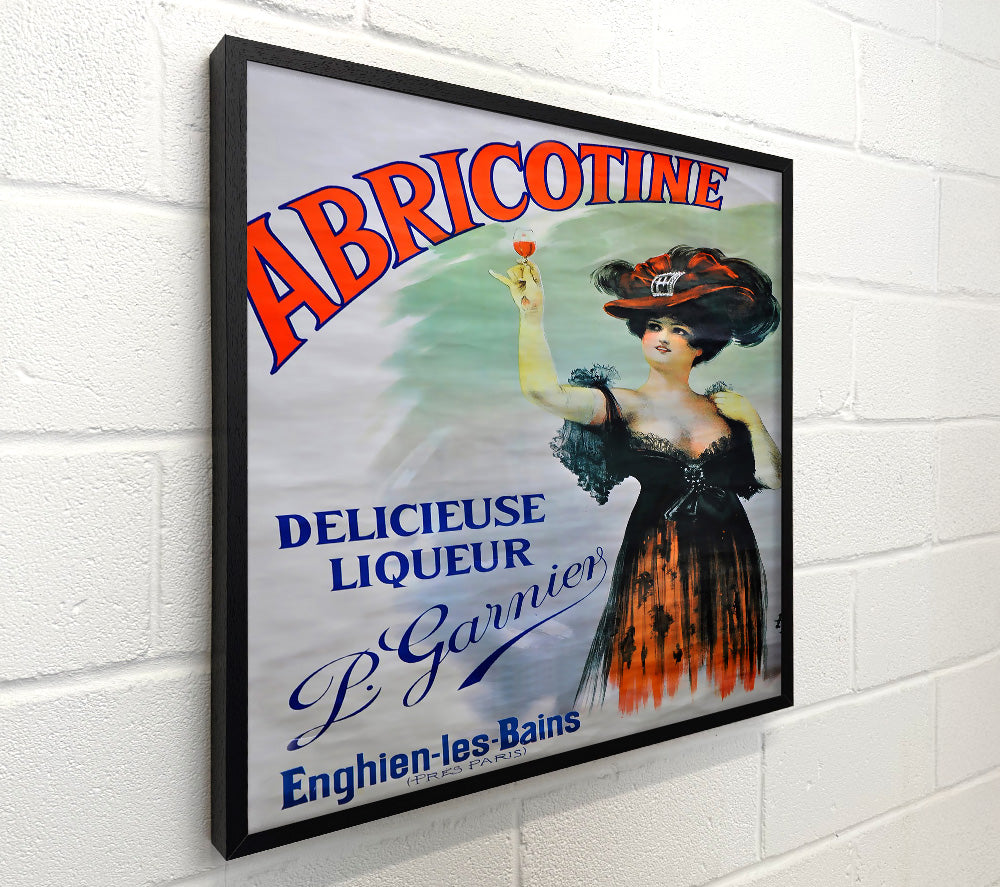 ABRICOTINE
DELICIEUSE
LIQUEUR
P. Garnier
Enghien-les-Bains
(PRES PARIS)